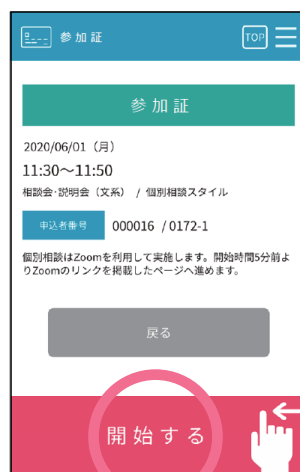 参加証
TOP
参加証
2020/06/01（月）
11:30〜11:50
相談会・説明会（文系） / 個別相談スタイル
申込者番号 000016 / 0172-1
個別相談はZoomを利用して実施します。開始時間5分前よ
りZoomのリンクを掲載したページへ進めます。
戻る
開始する